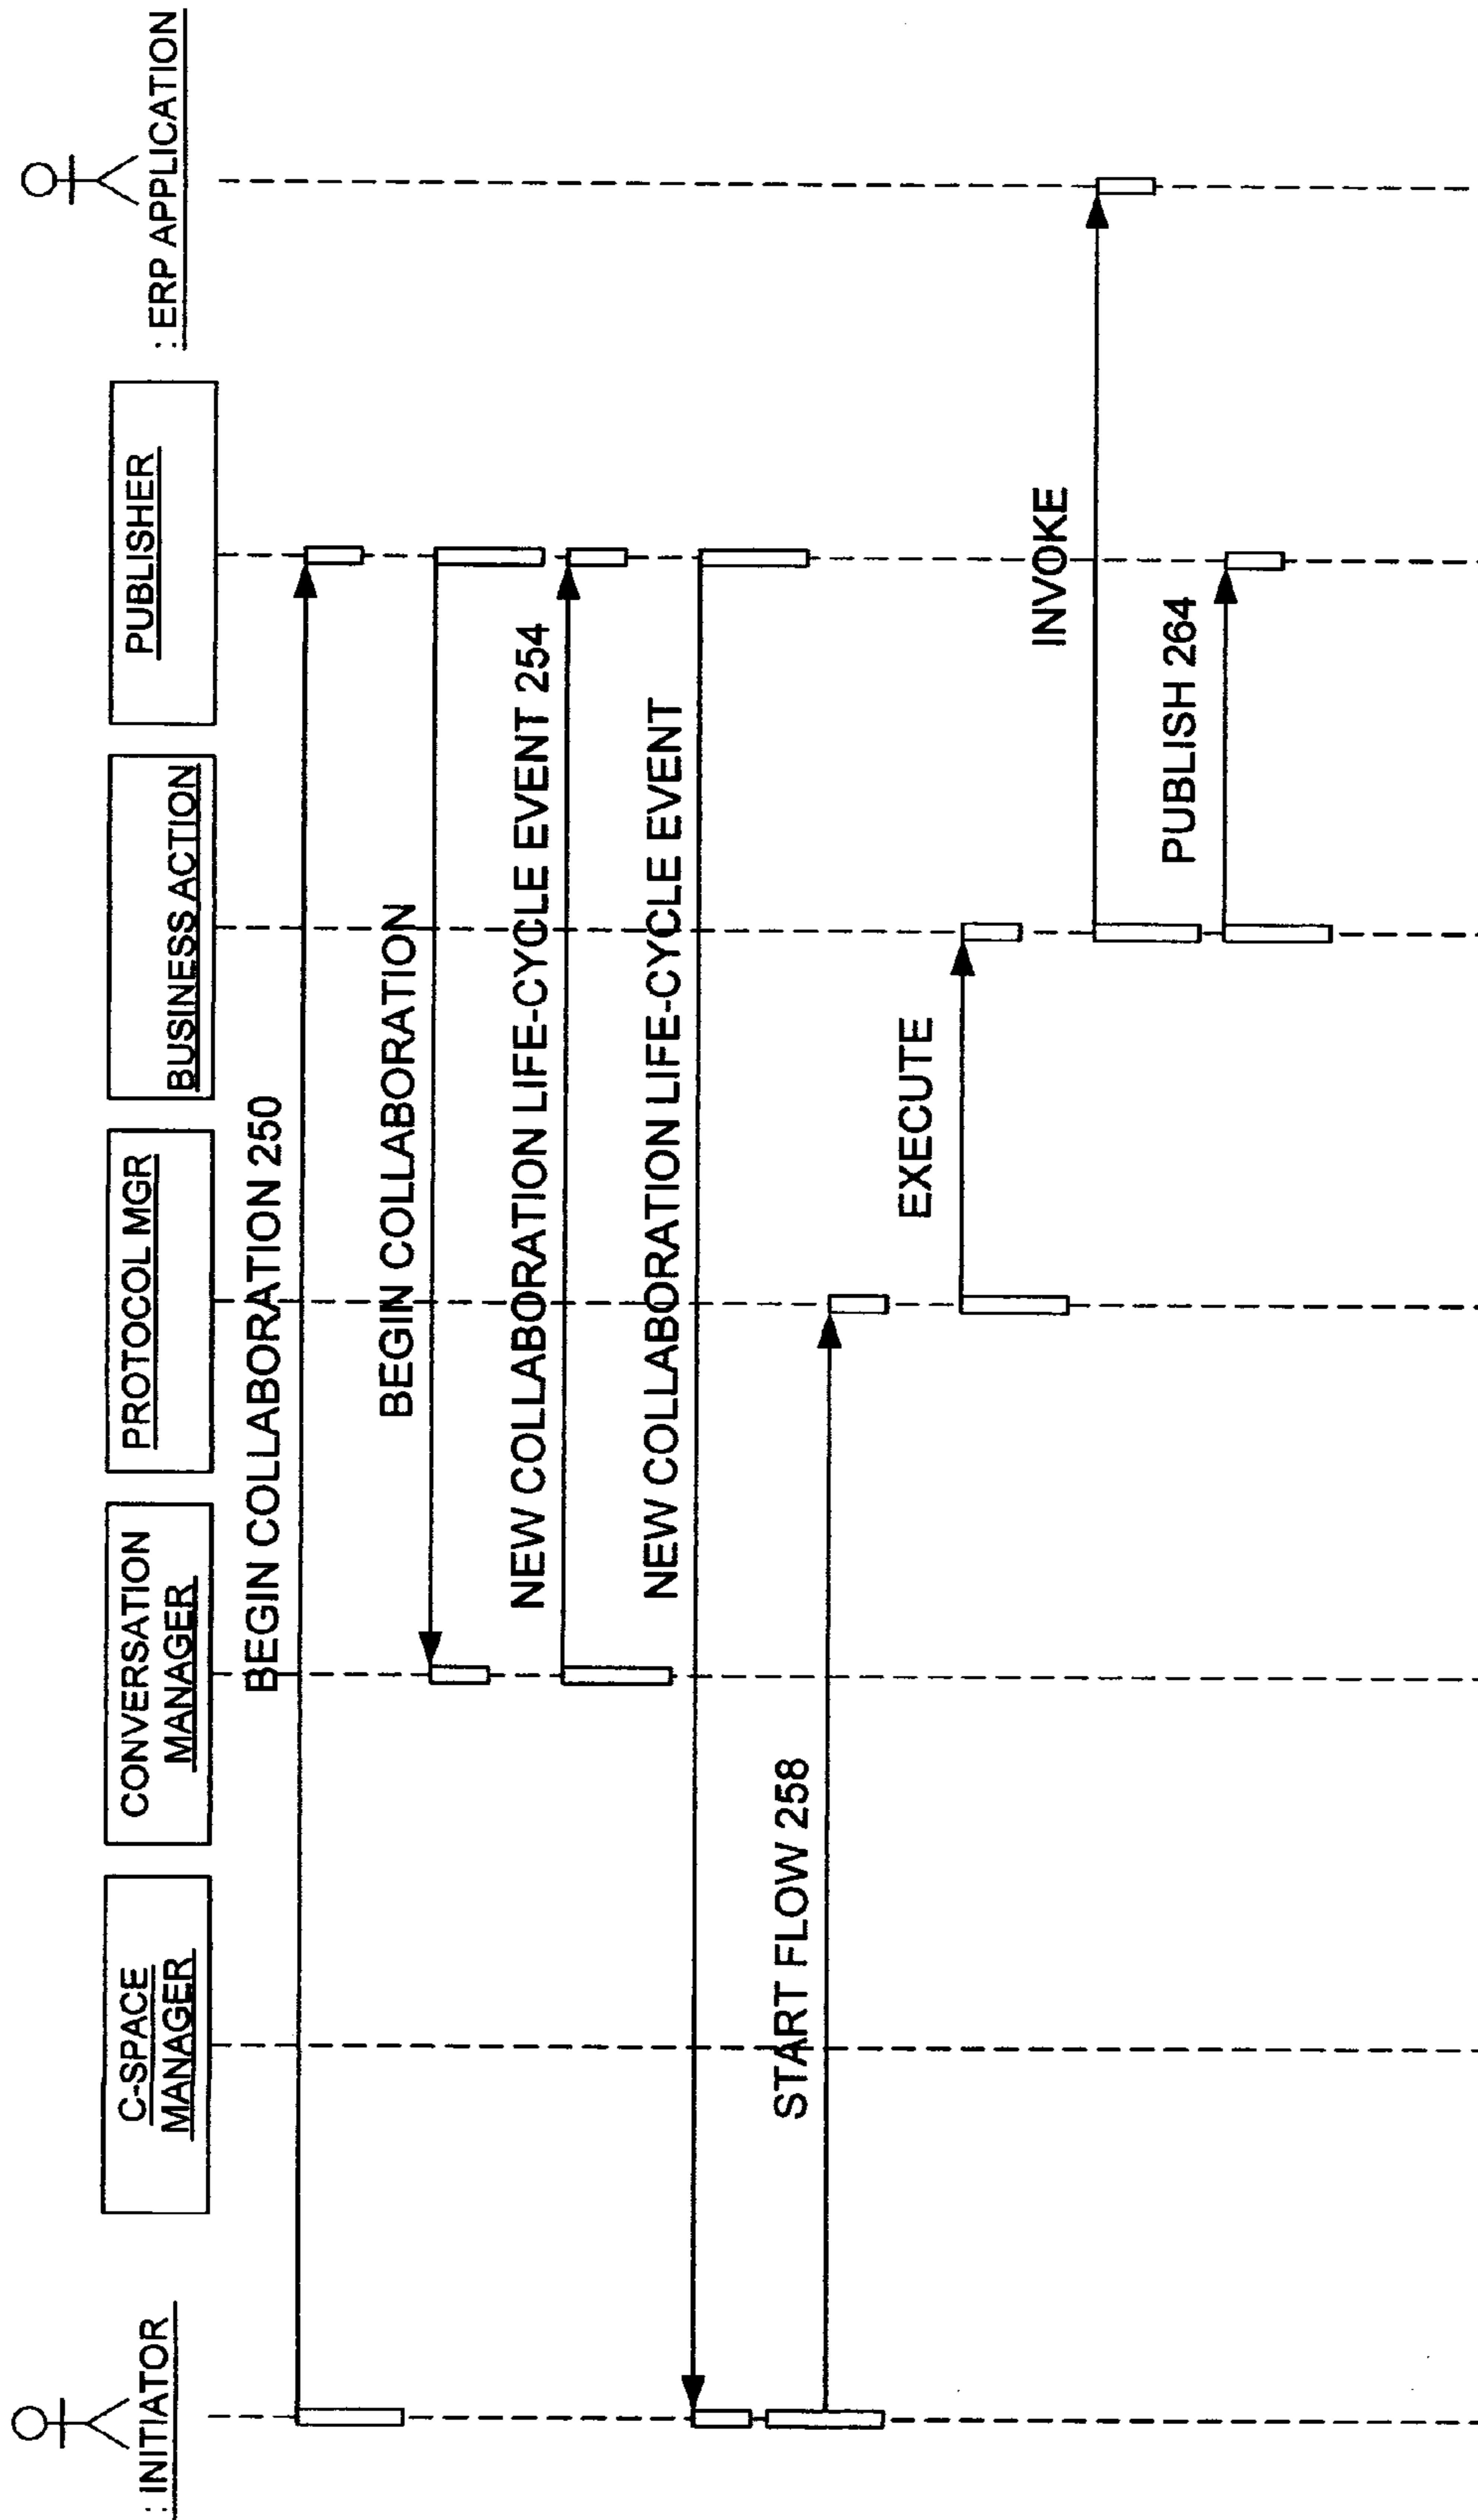 : INITIATOR
C-SPACE
MANAGER
CONVERSATION
MANAGER
PROTOCOL MGR
BUSINESS ACTION
PUBLISHER
: ERP APPLICATION
BEGIN COLLABORATION 250
BEGIN COLLABORATION
NEW COLLABORATION LIFE-CYCLE EVENT 254
NEW COLLABORATION LIFE-CYCLE EVENT
START FLOW 258
EXECUTE
INVOKE
PUBLISH 264